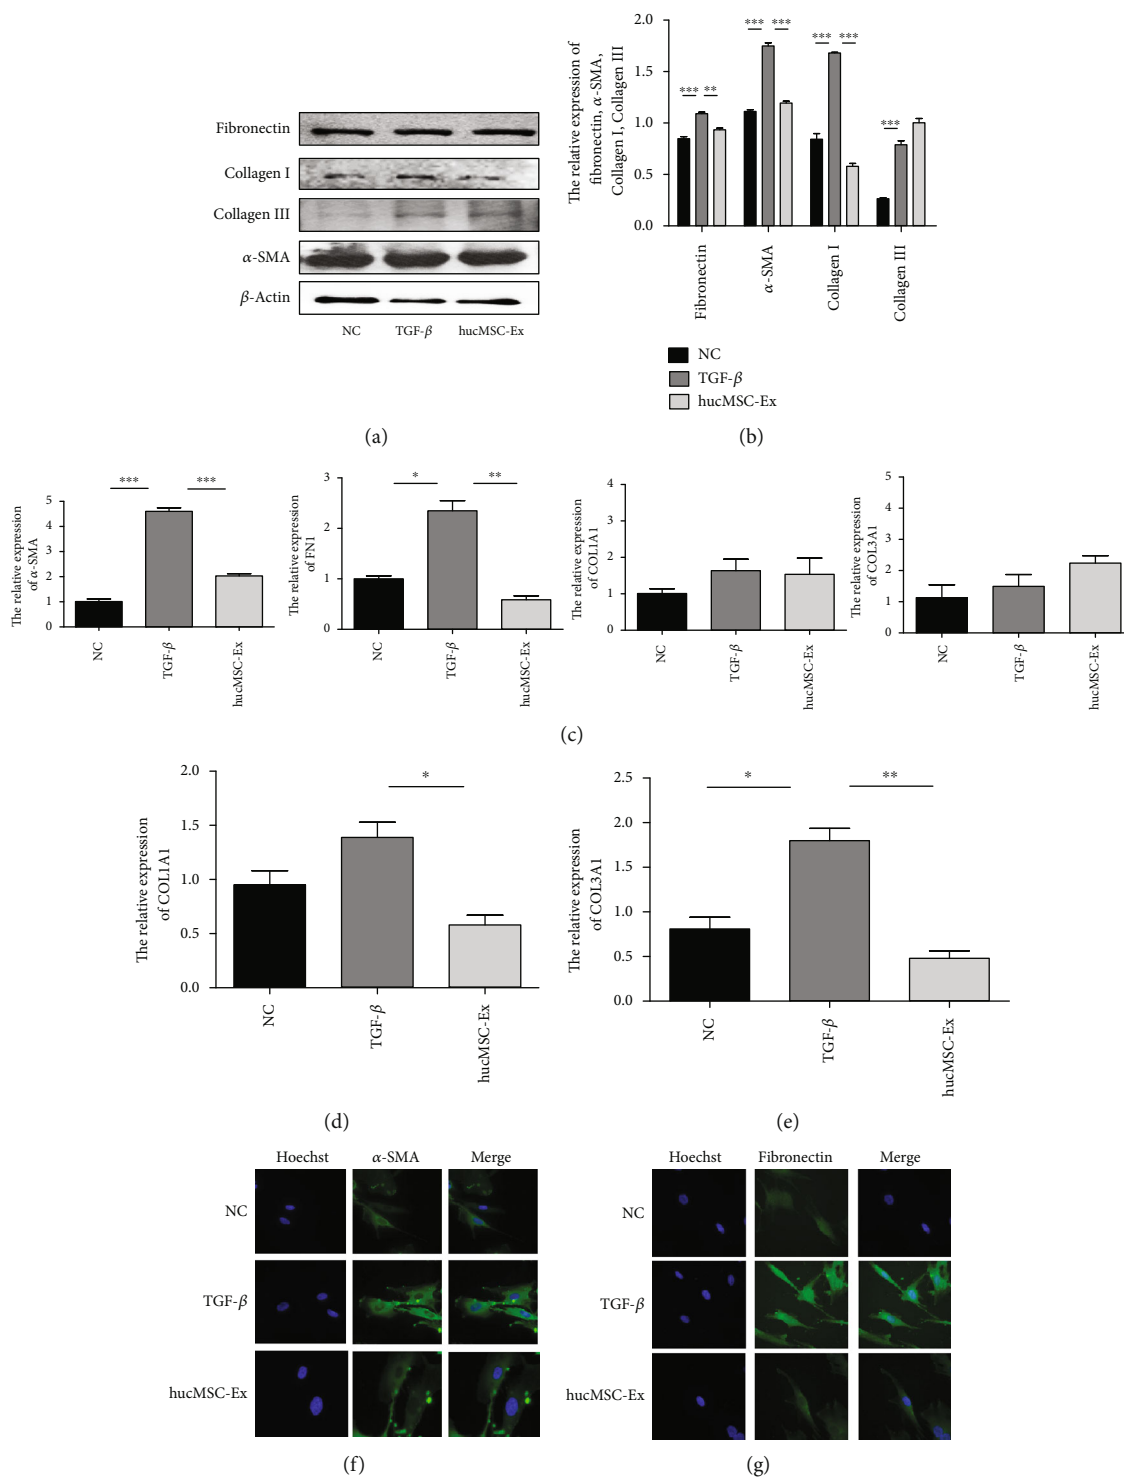 Fibronectin
Collagen I
Collagen III
α-SMA
β-Actin
NC TGF-β hucMSC-Ex
(a)
The relative expression of
fibronectin, α-SMA,
Collagen I, Collagen III
2.0
1.5
1.0
0.5
0.0
*** **
*** ***
*** ***
***
Fibronectin
α-SMA
Collagen I
Collagen III
NC
TGF-β
hucMSC-Ex
(b)
The relative expression
of α-SMA
5
4
3
2
1
0
*** ***
NC
TGF-β
hucMSC-Ex
The relative expression
of FN1
3
2
1
0
* **
NC
TGF-β
hucMSC-Ex
The relative expression
of COL1A1
4
3
2
1
0
NC
TGF-β
hucMSC-Ex
The relative expression
of COL3A1
5
4
3
2
1
0
NC
TGF-β
hucMSC-Ex
(c)
The relative expression
of COL1A1
2.0
1.5
1.0
0.5
0.0
*
NC
TGF-β
hucMSC-Ex
(d)
The relative expression
of COL3A1
2.5
2.0
1.5
1.0
0.5
0.0
* **
NC
TGF-β
hucMSC-Ex
(e)
Hoechst α-SMA Merge
NC
TGF-β
hucMSC-Ex
(f)
Hoechst Fibronectin Merge
NC
TGF-β
hucMSC-Ex
(g)